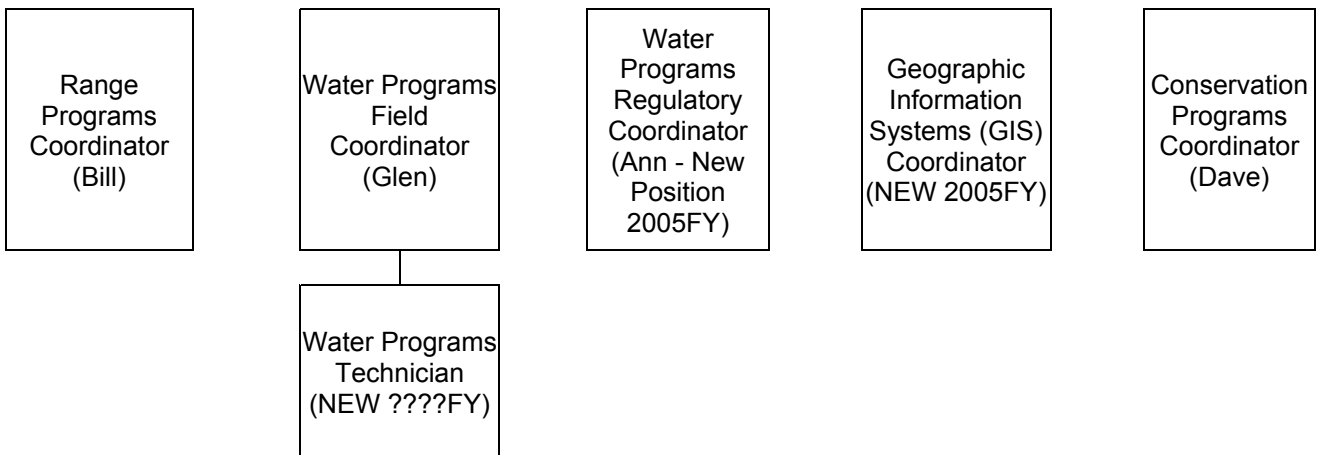 Range
Programs
Coordinator
(Bill)
Water Programs
Field
Coordinator
(Glen)
Water
Programs
Regulatory
Coordinator
(Ann - New
Position
2005FY)
Geographic
Information
Systems (GIS)
Coordinator
(NEW 2005FY)
Conservation
Programs
Coordinator
(Dave)
Water Programs
Technician
(NEW ????FY)